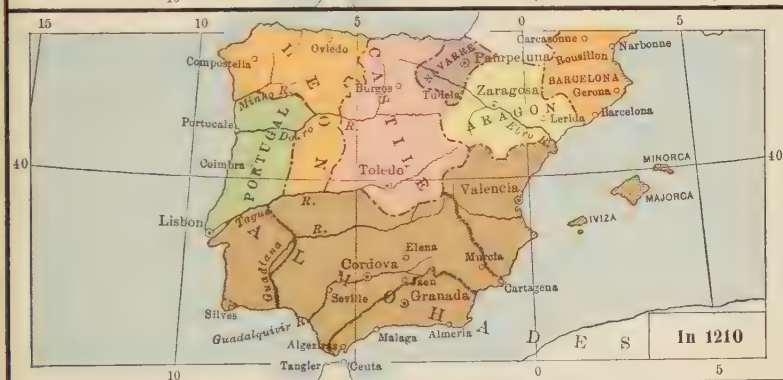 15
10
5
0
5
Carcasonne
Narbonne
Oviedo
Compostella
LEON
CASTILE
NAVARRE
Pampeluna
Rousillon
BARCELONA
Gerona
Burgos
Tudela
Zaragosa
Minho R.
ARAGON
Lerida
Barcelona
Portucale
Douro
R.
Ebro R.
PORTUGAL
Coimbra
40
40
Toledo
Valencia
MINORCA
MAJORCA
IVIZA
Lisbon
Tagus
R.
R.
Guadiana
ALMOHADES
Elena
Cordova
Jaen
Murcia
Seville
Granada
Cartagena
Silves
Guadalquivir R.
Algeziras
Malaga
Almeria
Tangier
Ceuta
In 1210
10
5
0
5